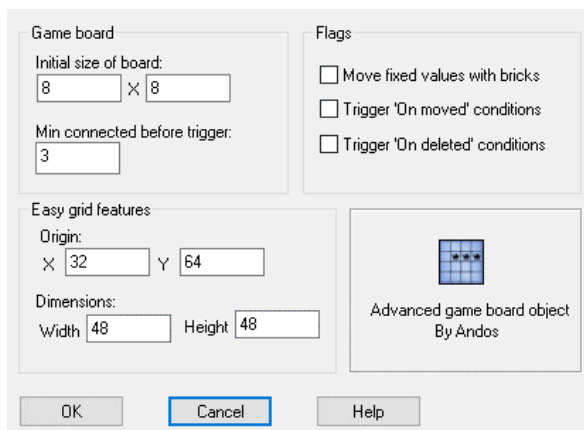 Game board
Initial size of board:
8 X 8
Min connected before trigger:
3
Flags
Move fixed values with bricks
Trigger 'On moved' conditions
Trigger 'On deleted' conditions
Easy grid features
Origin:
X 32 Y 64
Dimensions:
Width 48 Height 48
Advanced game board object
By Andos
OK Cancel Help